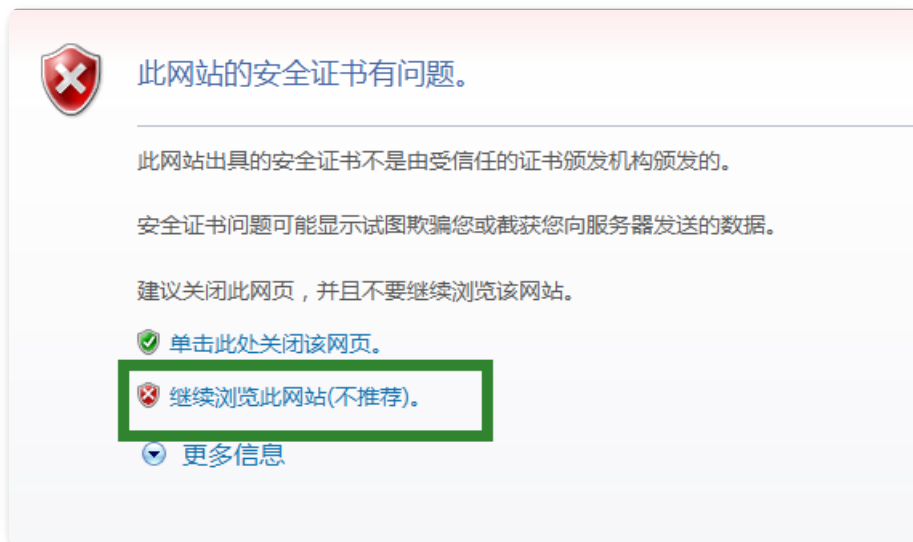 此网站的安全证书有问题。
此网站出具的安全证书不是由受信任的证书颁发机构颁发的。
安全证书问题可能显示试图欺骗您或截获您向服务器发送的数据。
建议关闭此网页，并且不要继续浏览该网站。
单击此处关闭该网页。
继续浏览此网站(不推荐)。
更多信息